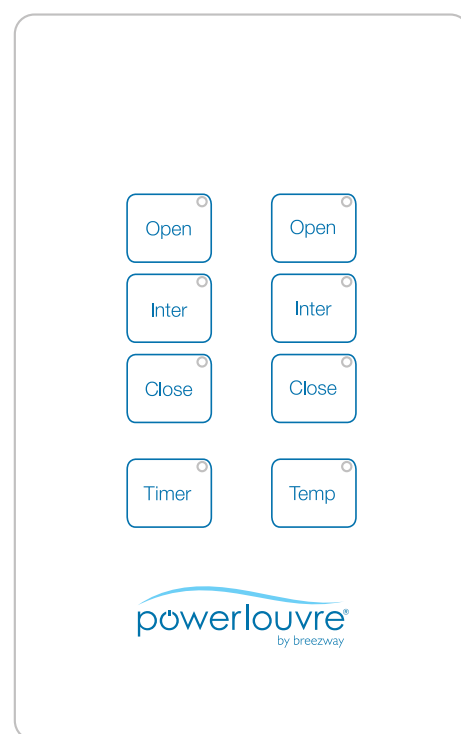 Open Open
Inter Inter
Close Close
Timer Temp
powerlouvre®
by breezway